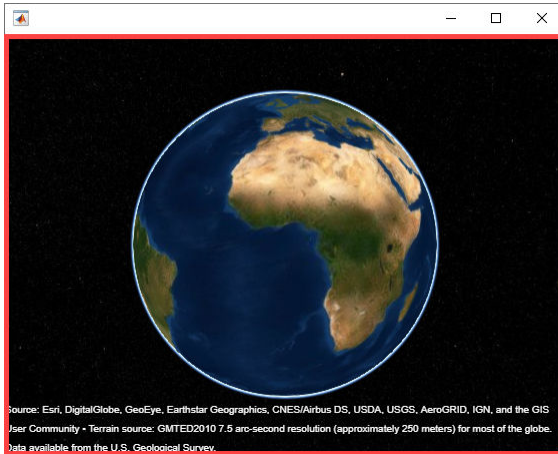 Source: Esri, DigitalGlobe, GeoEye, Earthstar Geographics, CNES/Airbus DS, USDA, USGS, AeroGRID, IGN, and the GIS
User Community • Terrain source: GMTED2010 7.5 arc-second resolution (approximately 250 meters) for most of the globe.
Data available from the U.S. Geological Survey.